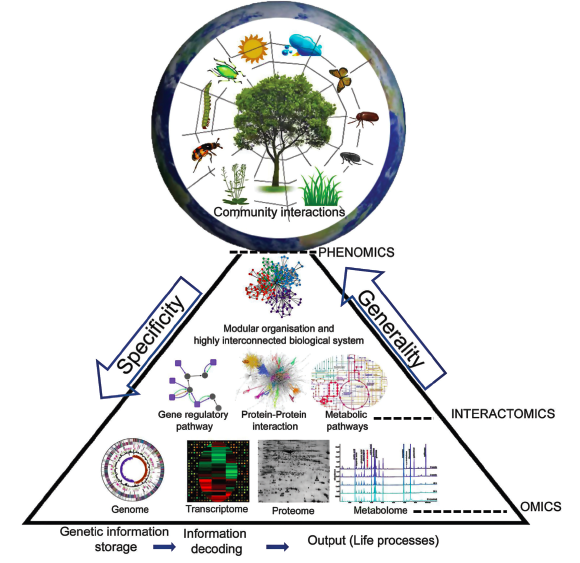 Community interactions
PHENOMICS
Specificity
Generality
Modular organisation and
highly interconnected biological system
Gene regulatory
pathway
Protein-Protein
interaction
Metabolic
pathways
INTERACTOMICS
Genome
Transcriptome
Proteome
Metabolome
OMICS
Genetic information
storage
Information
decoding
Output (Life processes)